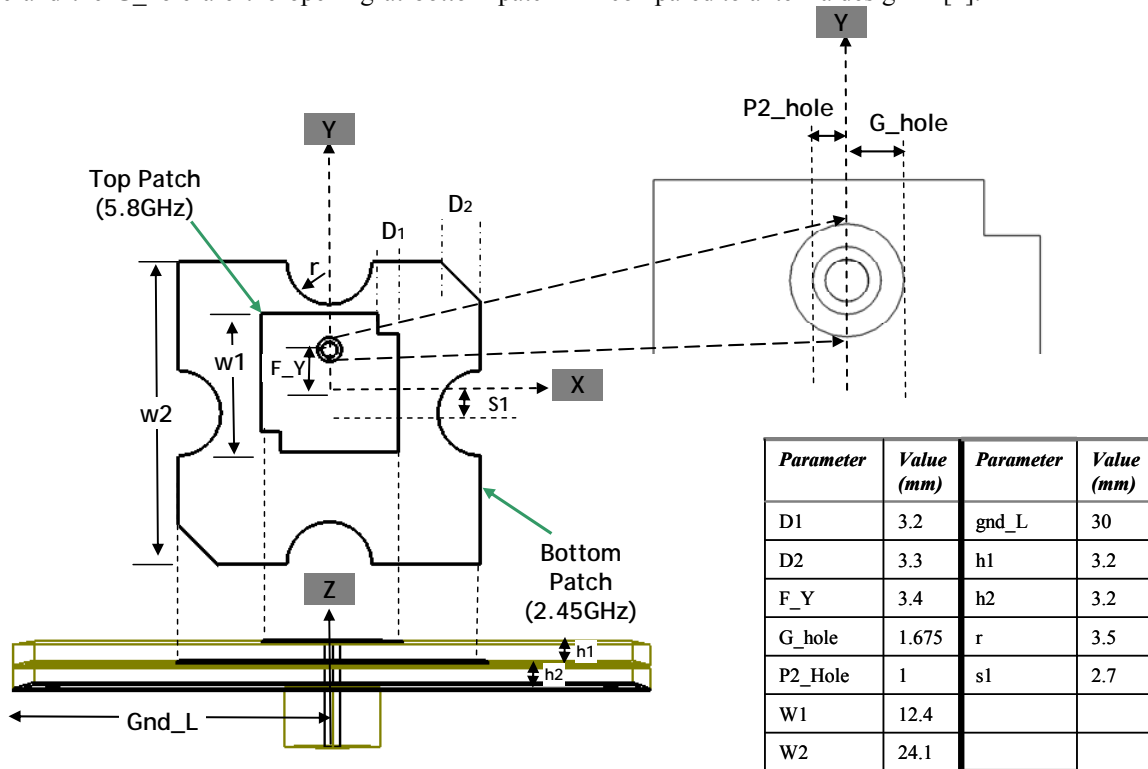 Y
P2_hole
G_hole
Y
Top Patch
(5.8GHz)
D2
D1
r
w1
F_Y
X
S1
w2
Bottom
Patch
(2.45GHz)
Z
h1
h2
Gnd_L
Parameter Value (mm) Parameter Value (mm)
D1 3.2 gnd_L 30
D2 3.3 h1 3.2
F_Y 3.4 h2 3.2
G_hole 1.675 r 3.5
P2_Hole 1 s1 2.7
W1 12.4
W2 24.1